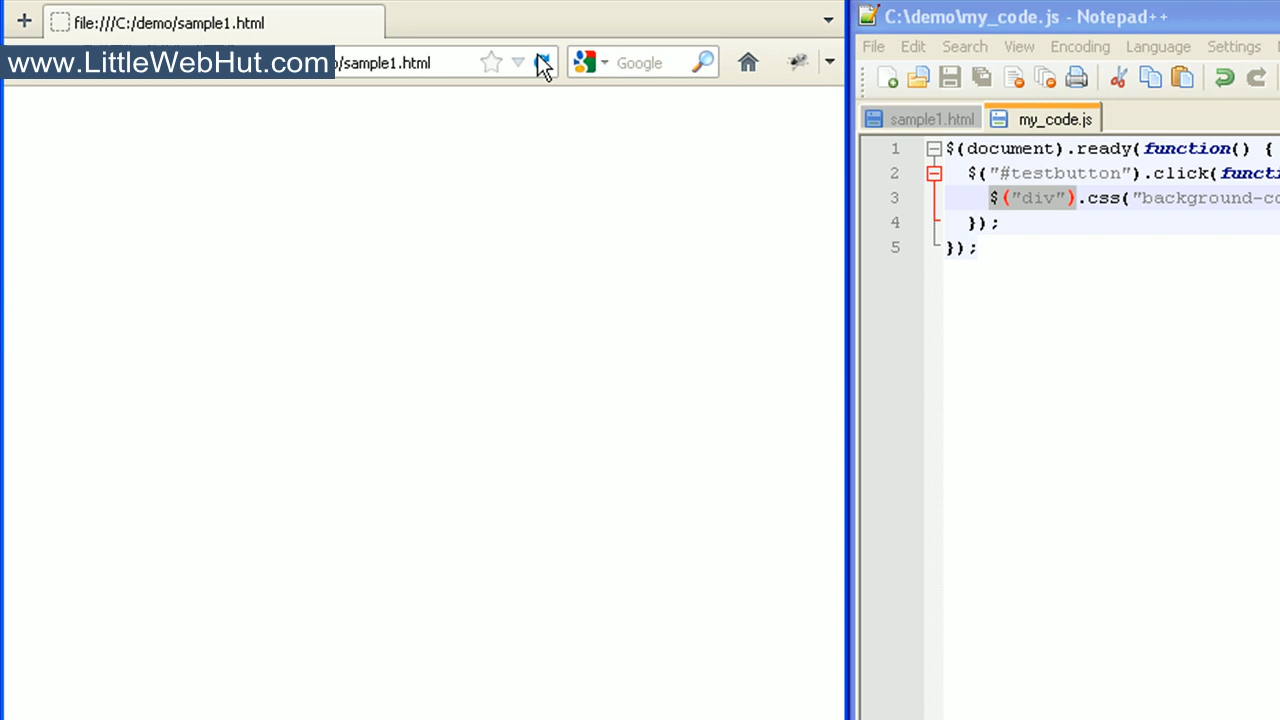 file:///C:/demo/sample1.html
www.LittleWebHut.com
/sample1.html
Google
C:\demo\my_code.js - Notepad++
File Edit Search View Encoding Language Settings
sample1.html
my_code.js
1 $(document).ready(function() {
2 $("#testbutton").click(functi
3 $("div").css("background-co
4 });
5 });